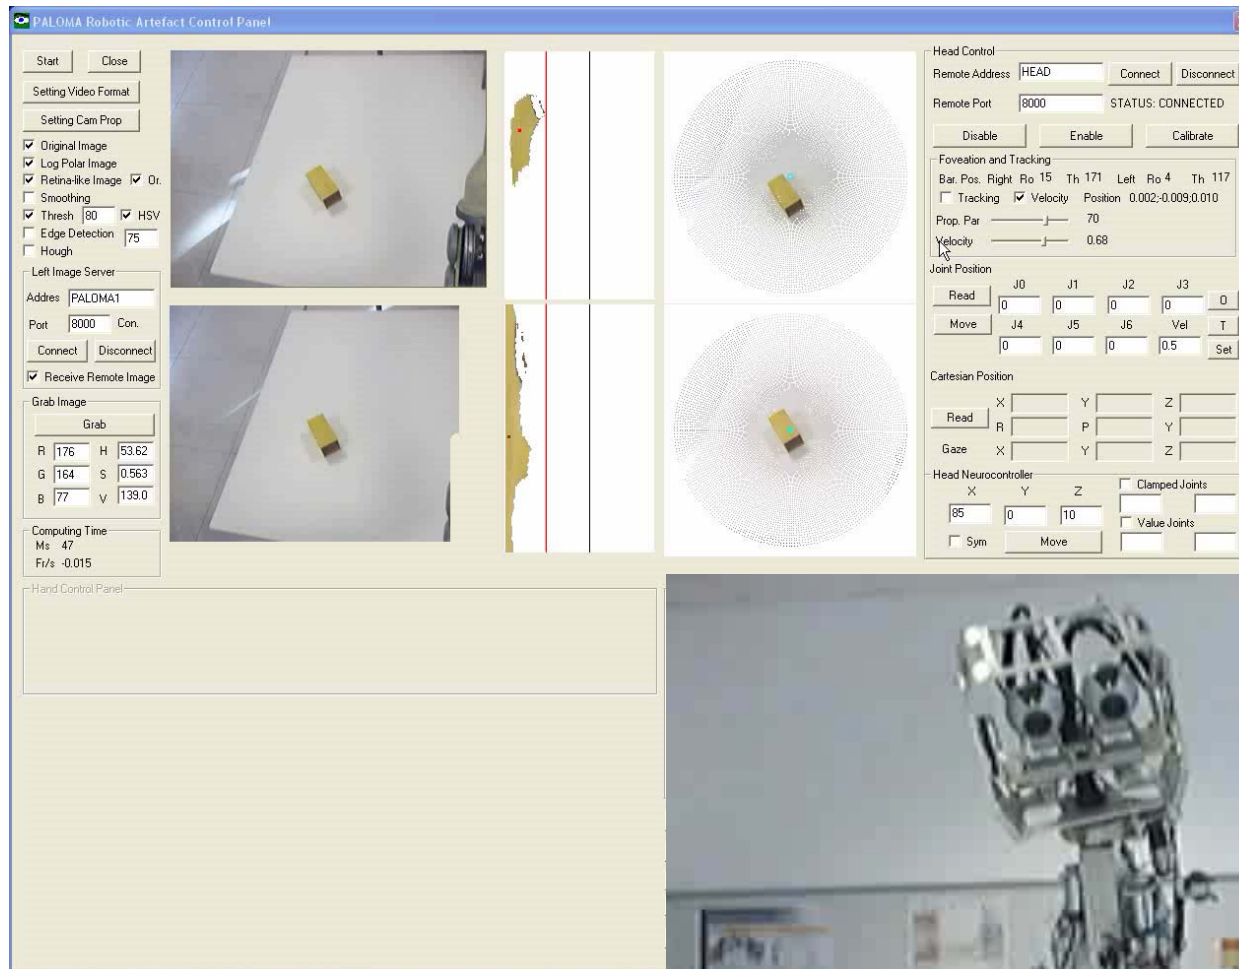 PALOMA Robotic Artefact Control Panel
Start Close
Setting Video Format
Setting Cam Prop
Original Image
Log Polar Image
Retina-like Image Or.
Smoothing
Thresh 80 HSV
Edge Detection 75
Hough
Left Image Server
Addres PALOMA1
Port 8000 Con.
Connect Disconnect
Receive Remote Image
Grab Image
Grab
R 176 H 53.62
G 164 S 0.563
B 77 V 139.0
Computing Time
Ms 47
Fr/s -0.015
Hand Control Panel
Head Control
Remote Address HEAD Connect Disconnect
Remote Port 8000 STATUS: CONNECTED
Disable Enable Calibrate
Foveation and Tracking
Bar. Pos. Right Ro 15 Th 171 Left Ro 4 Th 117
Tracking Velocity Position 0.002;-0.009;0.010
Prop. Par 70
Velocity 0.68
Joint Position
J0 J1 J2 J3
Read 0 0 0 0 0
Move J4 J5 J6 Vel T
0 0 0 0.5 Set
Cartesian Position
X Y Z
Read R P Y
Gaze X Y Z
Head Neurocontroller
X Y Z Clamped Joints
85 0 10
Value Joints
Sym Move